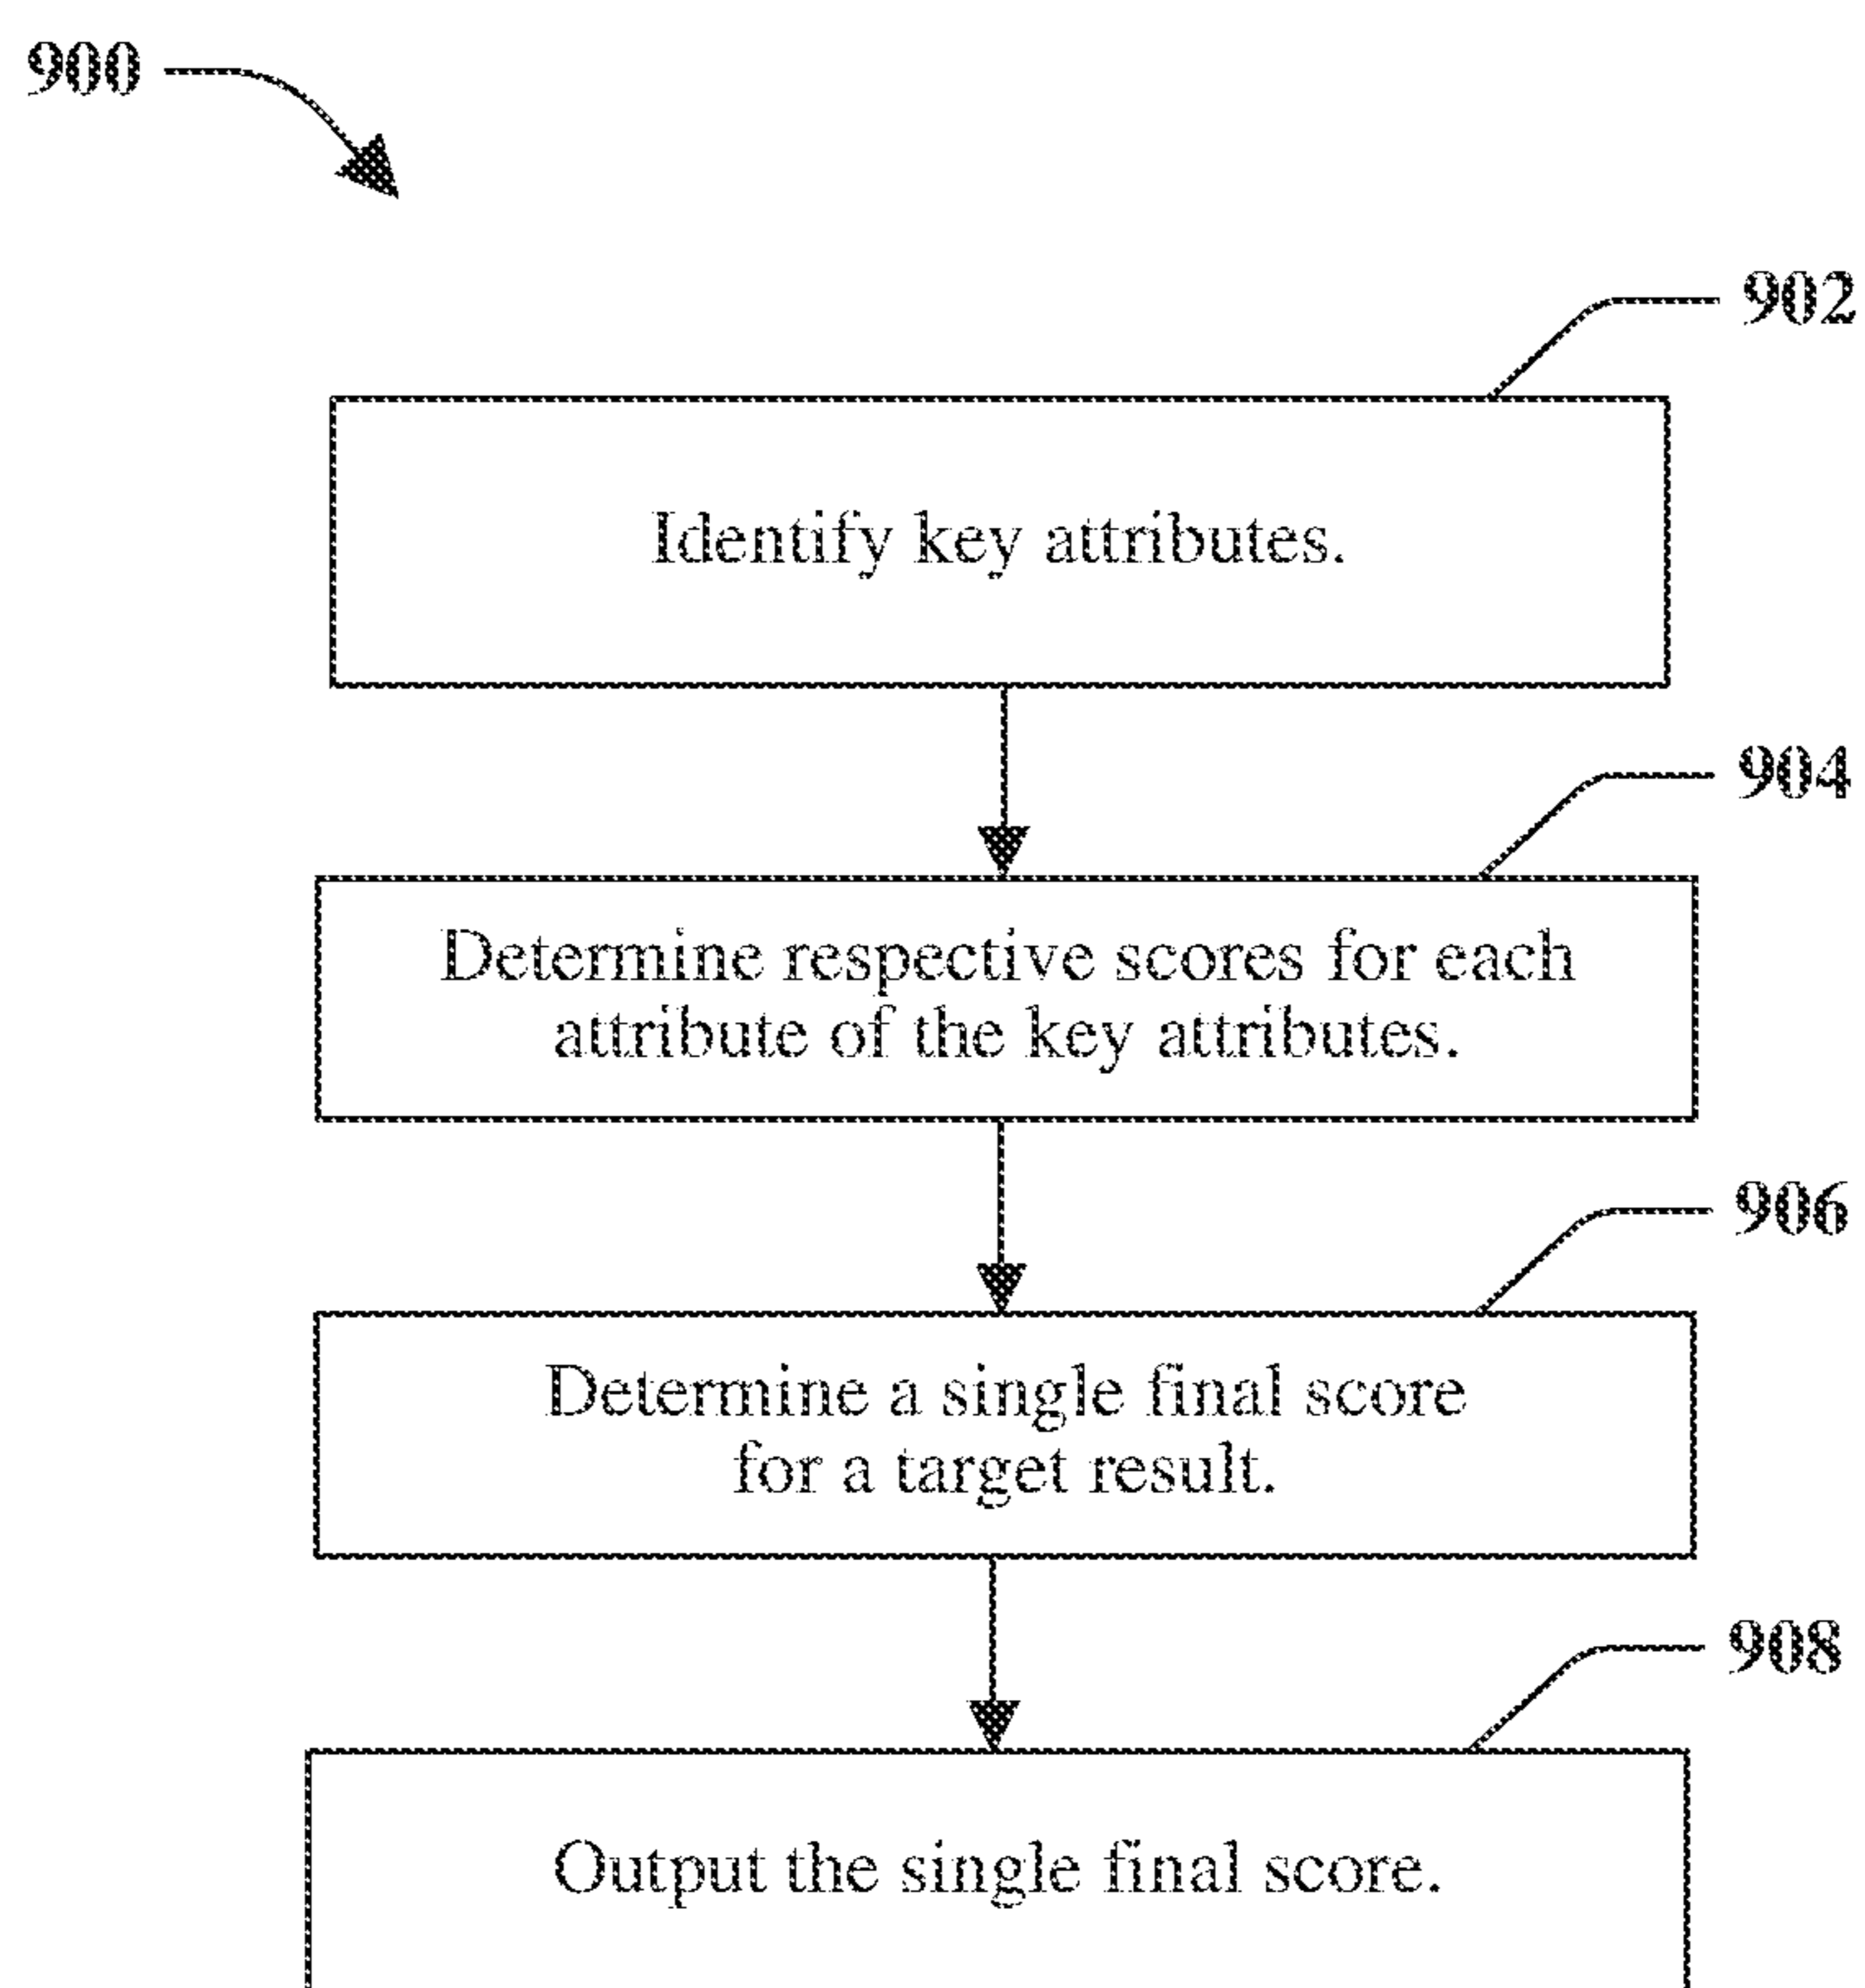 900
902
Identify key attributes.
904
Determine respective scores for each
attribute of the key attributes.
906
Determine a single final score
for a target result.
908
Output the single final score.